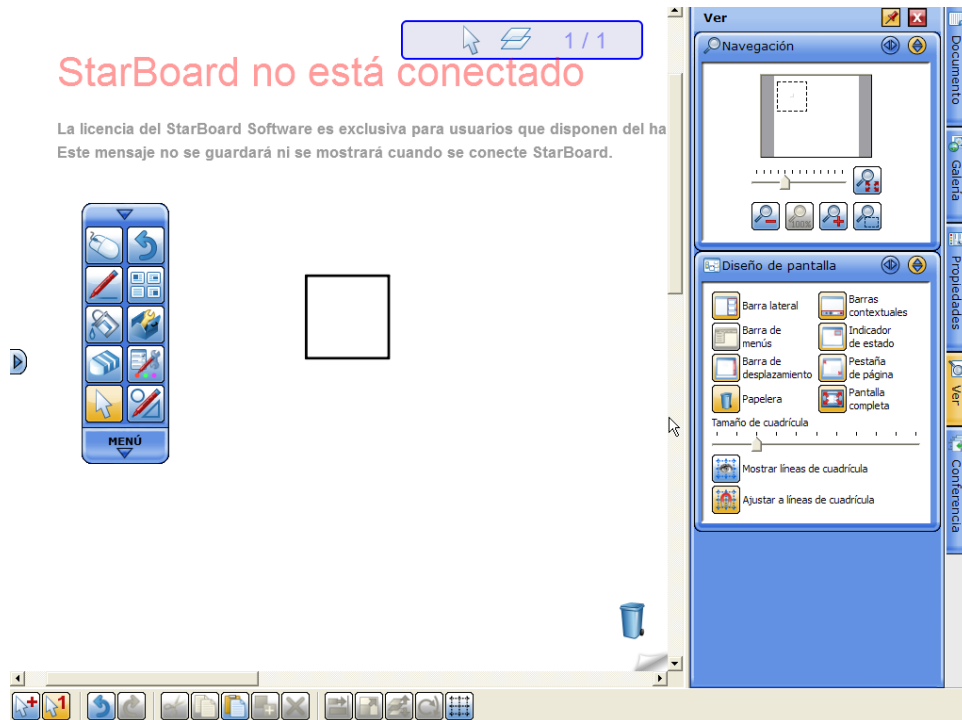 1 / 1
StarBoard no está conectado
La licencia del StarBoard Software es exclusiva para usuarios que disponen del ha
Este mensaje no se guardará ni se mostrará cuando se conecte StarBoard.
MENÚ
Ver
Navegación
100%
Diseño de pantalla
Barra lateral
Barras
contextuales
Barra de
menús
Indicador
de estado
Barra de
desplazamiento
Pestaña
de página
Papelera
Pantalla
completa
Tamaño de cuadrícula
Mostrar líneas de cuadrícula
Ajustar a líneas de cuadrícula
Documento
Galería
Propiedades
Ver
Conferencia
1